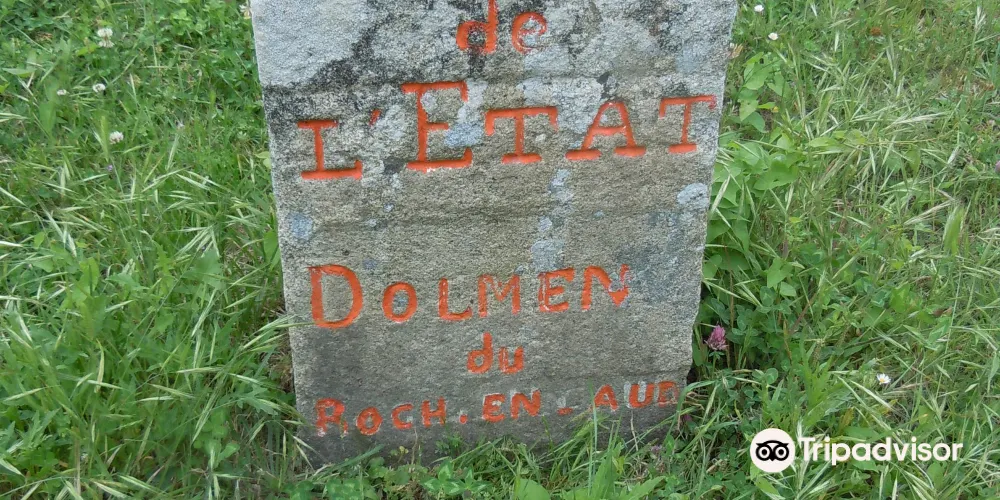 de
L'ETAT
DOLMEN
du
ROCH.EN-AUD
Tripadvisor